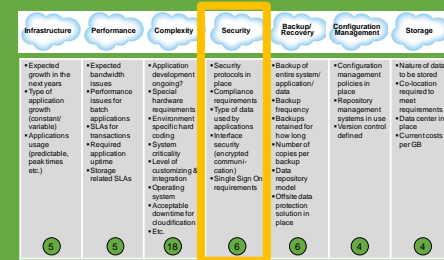 Infrastructure
Performance
Complexity
Security
Backup/
Recovery
Configuration
Management
Storage
▪Expected
growth in the
next years
▪Type of
application
growth
(constant/
variable)
▪Applications
usage
(predictable,
peak times
etc.)
5
▪Expected
bandwidth
issues
▪Performance
issues for
batch
applications
▪SLAs for
transactions
▪Required
application
uptime
▪Storage
related SLAs
5
▪Application
development
ongoing?
▪Special
hardware
requirements
▪Environment
specific hard
coding
▪System
criticality
▪Level of
customizing &
integration
▪Operating
system
▪Acceptable
downtime for
cloudification
▪Etc.
18
▪Security
protocols in
place
▪Compliance
requirements
▪Type of data
used by
applications
▪Interface
security
(encrypted
communi-
cation)
▪Single Sign On
requirements
6
▪Backup of
entire system/
application/
data
▪Backup
frequency
▪Backups
retained for
how long
▪Number of
copies per
backup
▪Data
repository
model
▪Offsite data
protection
solution in
place
6
▪Configuration
management
policies in
place
▪Repository
management
systems in use
▪Version control
defined
4
▪Nature of data
to be stored
▪Co-location
required to
meet
requirements
▪Data center in
place
▪Current costs
per GB
4